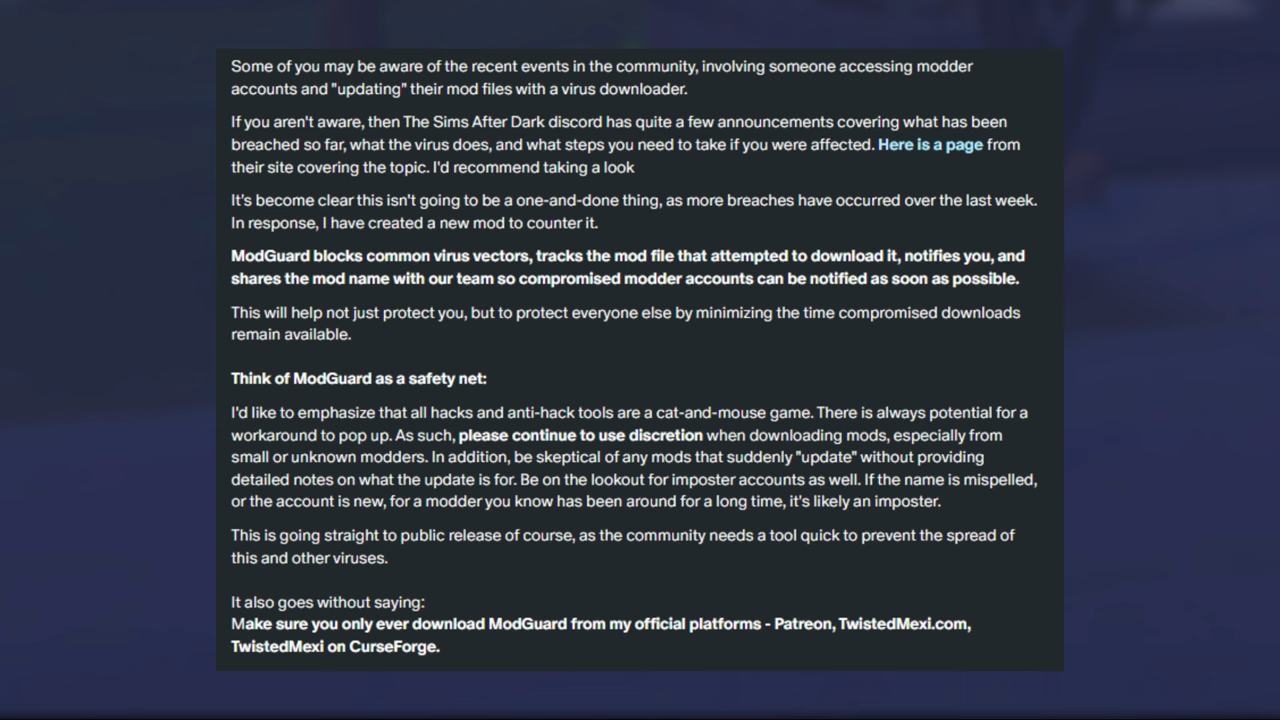 Some of you may be aware of the recent events in the community, involving someone accessing modder
accounts and "updating" their mod files with a virus downloader.
If you aren't aware, then The Sims After Dark discord has quite a few announcements covering what has been
breached so far, what the virus does, and what steps you need to take if you were affected. Here is a page from
their site covering the topic. I'd recommend taking a look
It's become clear this isn't going to be a one-and-done thing, as more breaches have occurred over the last week.
In response, I have created a new mod to counter it.
ModGuard blocks common virus vectors, tracks the mod file that attempted to download it, notifies you, and
shares the mod name with our team so compromised modder accounts can be notified as soon as possible.
This will help not just protect you, but to protect everyone else by minimizing the time compromised downloads
remain available.
Think of ModGuard as a safety net:
I'd like to emphasize that all hacks and anti-hack tools are a cat-and-mouse game. There is always potential for a
workaround to pop up. As such, please continue to use discretion when downloading mods, especially from
small or unknown modders. In addition, be skeptical of any mods that suddenly "update" without providing
detailed notes on what the update is for. Be on the lookout for imposter accounts as well. If the name is mispelled,
or the account is new, for a modder you know has been around for a long time, it's likely an imposter.
This is going straight to public release of course, as the community needs a tool quick to prevent the spread of
this and other viruses.
It also goes without saying:
Make sure you only ever download ModGuard from my official platforms - Patreon, TwistedMexi.com,
TwistedMexi on CurseForge.